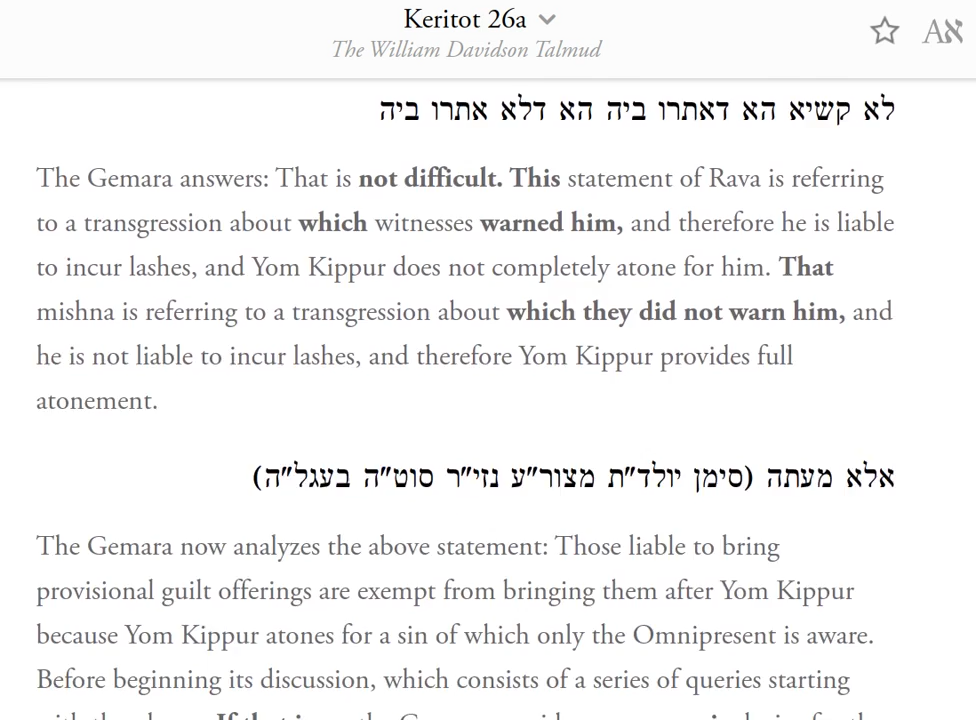 Keritot 26a
The William Davidson Talmud
Aא
לא קשיא הא דאתרו ביה הא דלא אתרו ביה
The Gemara answers: That is not difficult. This statement of Rava is referring
to a transgression about which witnesses warned him, and therefore he is liable
to incur lashes, and Yom Kippur does not completely atone for him. That
mishna is referring to a transgression about which they did not warn him, and
he is not liable to incur lashes, and therefore Yom Kippur provides full
atonement.
אלא מעתה (סימן יולד״ת מצור״ע נזי״ר סוט״ה בעגל״ה)
The Gemara now analyzes the above statement: Those liable to bring
provisional guilt offerings are exempt from bringing them after Yom Kippur
because Yom Kippur atones for a sin of which only the Omnipresent is aware.
Before beginning its discussion, which consists of a series of queries starting